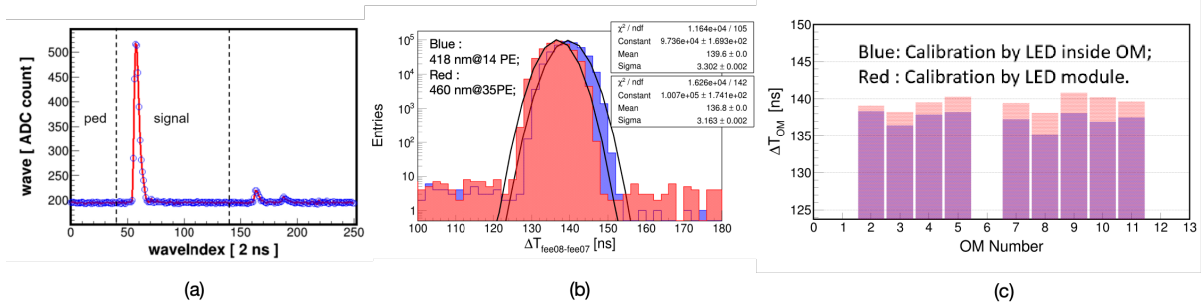 wave [ ADC count ]
500
450
400
350
300
250
200
ped
signal
0
50
100
150
200
250
waveIndex [ 2 ns ]
(a)
Entries
10⁵
10⁴
10³
10²
10
1
Blue :
418 nm@14 PE;
Red :
460 nm@35PE;
χ² / ndf 1.164e+04 / 105
Constant 9.736e+04 ± 1.693e+02
Mean 139.6 ± 0.0
Sigma 3.302 ± 0.002
χ² / ndf 1.626e+04 / 142
Constant 1.007e+05 ± 1.741e+02
Mean 136.8 ± 0.0
Sigma 3.163 ± 0.002
100 110 120 130 140 150 160 170 180
ΔT_fee08-fee07 [ns]
(b)
ΔT_OM [ns]
150
145
140
135
130
125
Blue: Calibration by LED inside OM;
Red : Calibration by LED module.
0 1 2 3 4 5 6 7 8 9 10 11 12 13
OM Number
(c)